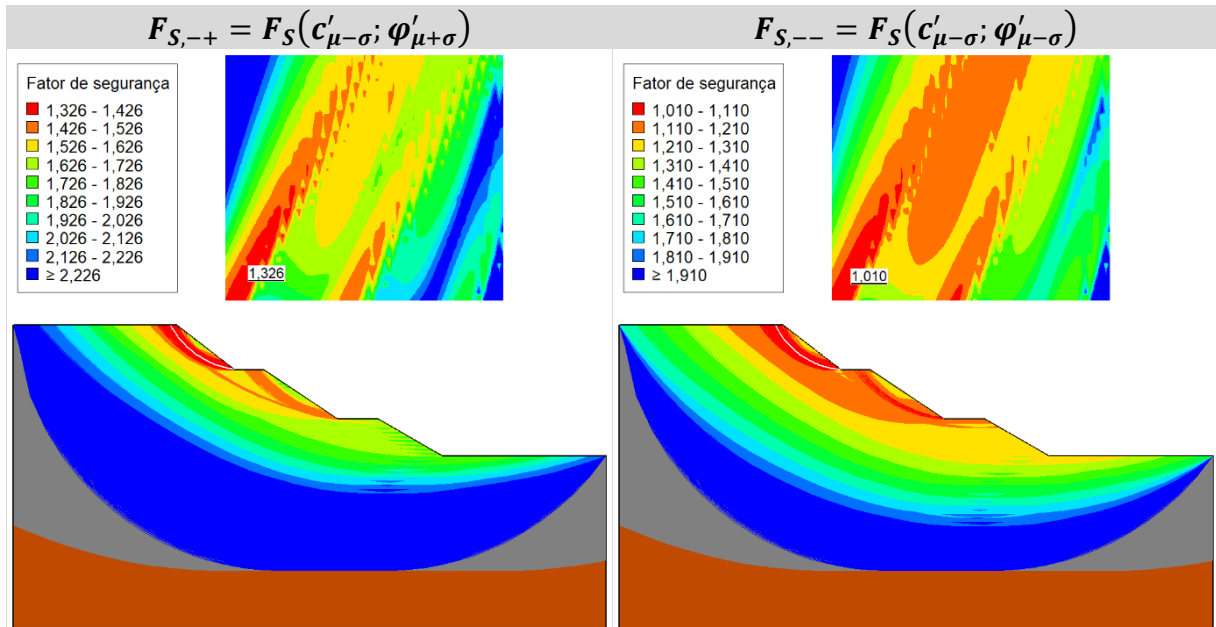 F_{S,−+} = F_S(c′_{μ−σ}; φ′_{μ+σ})
Fator de segurança
1,326 - 1,426
1,426 - 1,526
1,526 - 1,626
1,626 - 1,726
1,726 - 1,826
1,826 - 1,926
1,926 - 2,026
2,026 - 2,126
2,126 - 2,226
≥ 2,226
1,326
F_{S,−−} = F_S(c′_{μ−σ}; φ′_{μ−σ})
Fator de segurança
1,010 - 1,110
1,110 - 1,210
1,210 - 1,310
1,310 - 1,410
1,410 - 1,510
1,510 - 1,610
1,610 - 1,710
1,710 - 1,810
1,810 - 1,910
≥ 1,910
1,010